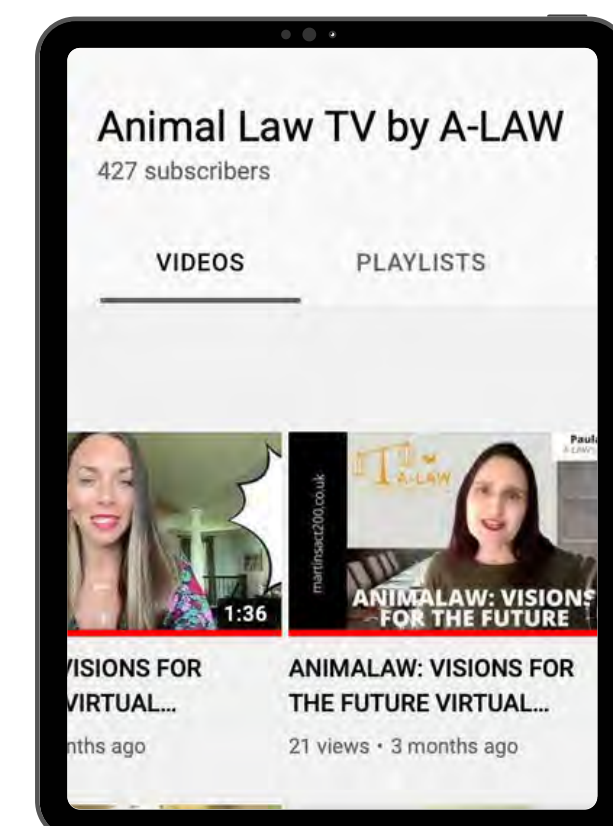 Animal Law TV by A-LAW
427 subscribers
VIDEOS PLAYLISTS
1:36
VISIONS FOR
VIRTUAL...
nths ago
martinsact200.co.uk
A-LAW
Paula
ANIMALAW: VISIONS
FOR THE FUTURE
ANIMALAW: VISIONS FOR
THE FUTURE VIRTUAL...
21 views • 3 months ago